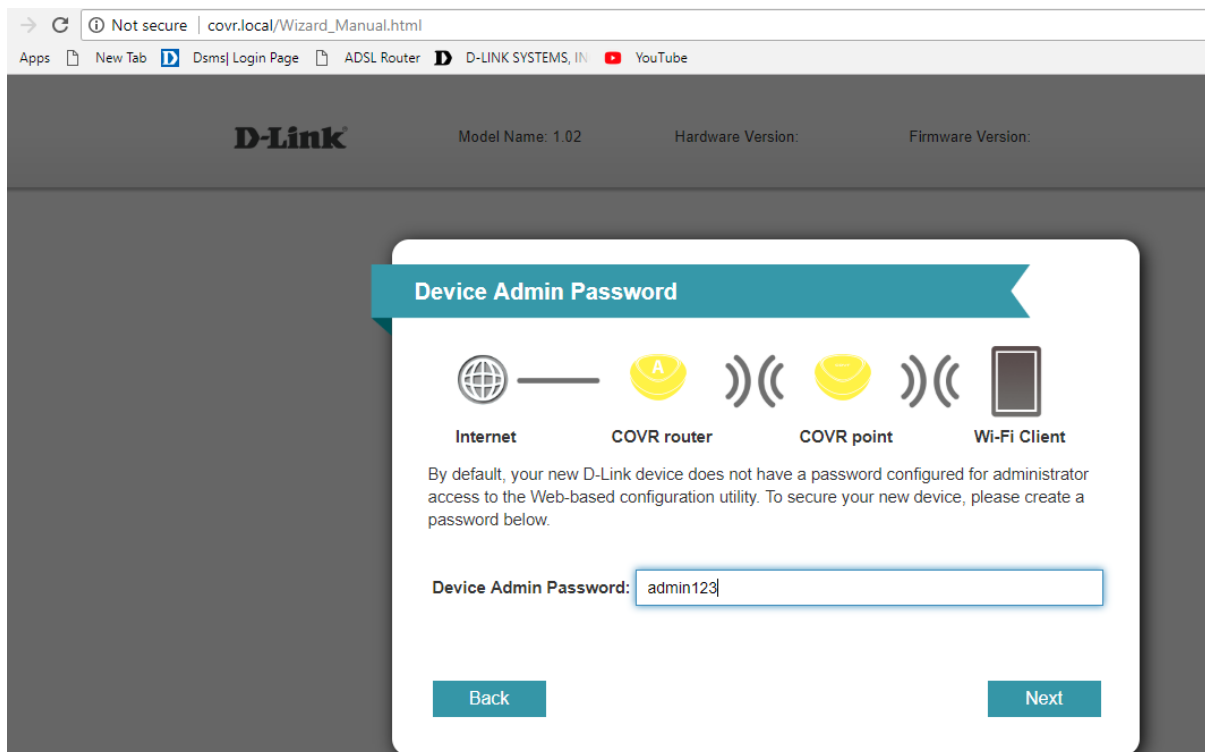 Not secure covr.local/Wizard_Manual.html
Apps New Tab D Dsms| Login Page ADSL Router D D-LINK SYSTEMS, IN YouTube
D-Link Model Name: 1.02 Hardware Version: Firmware Version:
Device Admin Password
A
Internet COVR router COVR point Wi-Fi Client
By default, your new D-Link device does not have a password configured for administrator
access to the Web-based configuration utility. To secure your new device, please create a
password below.
Device Admin Password: admin123
Back Next